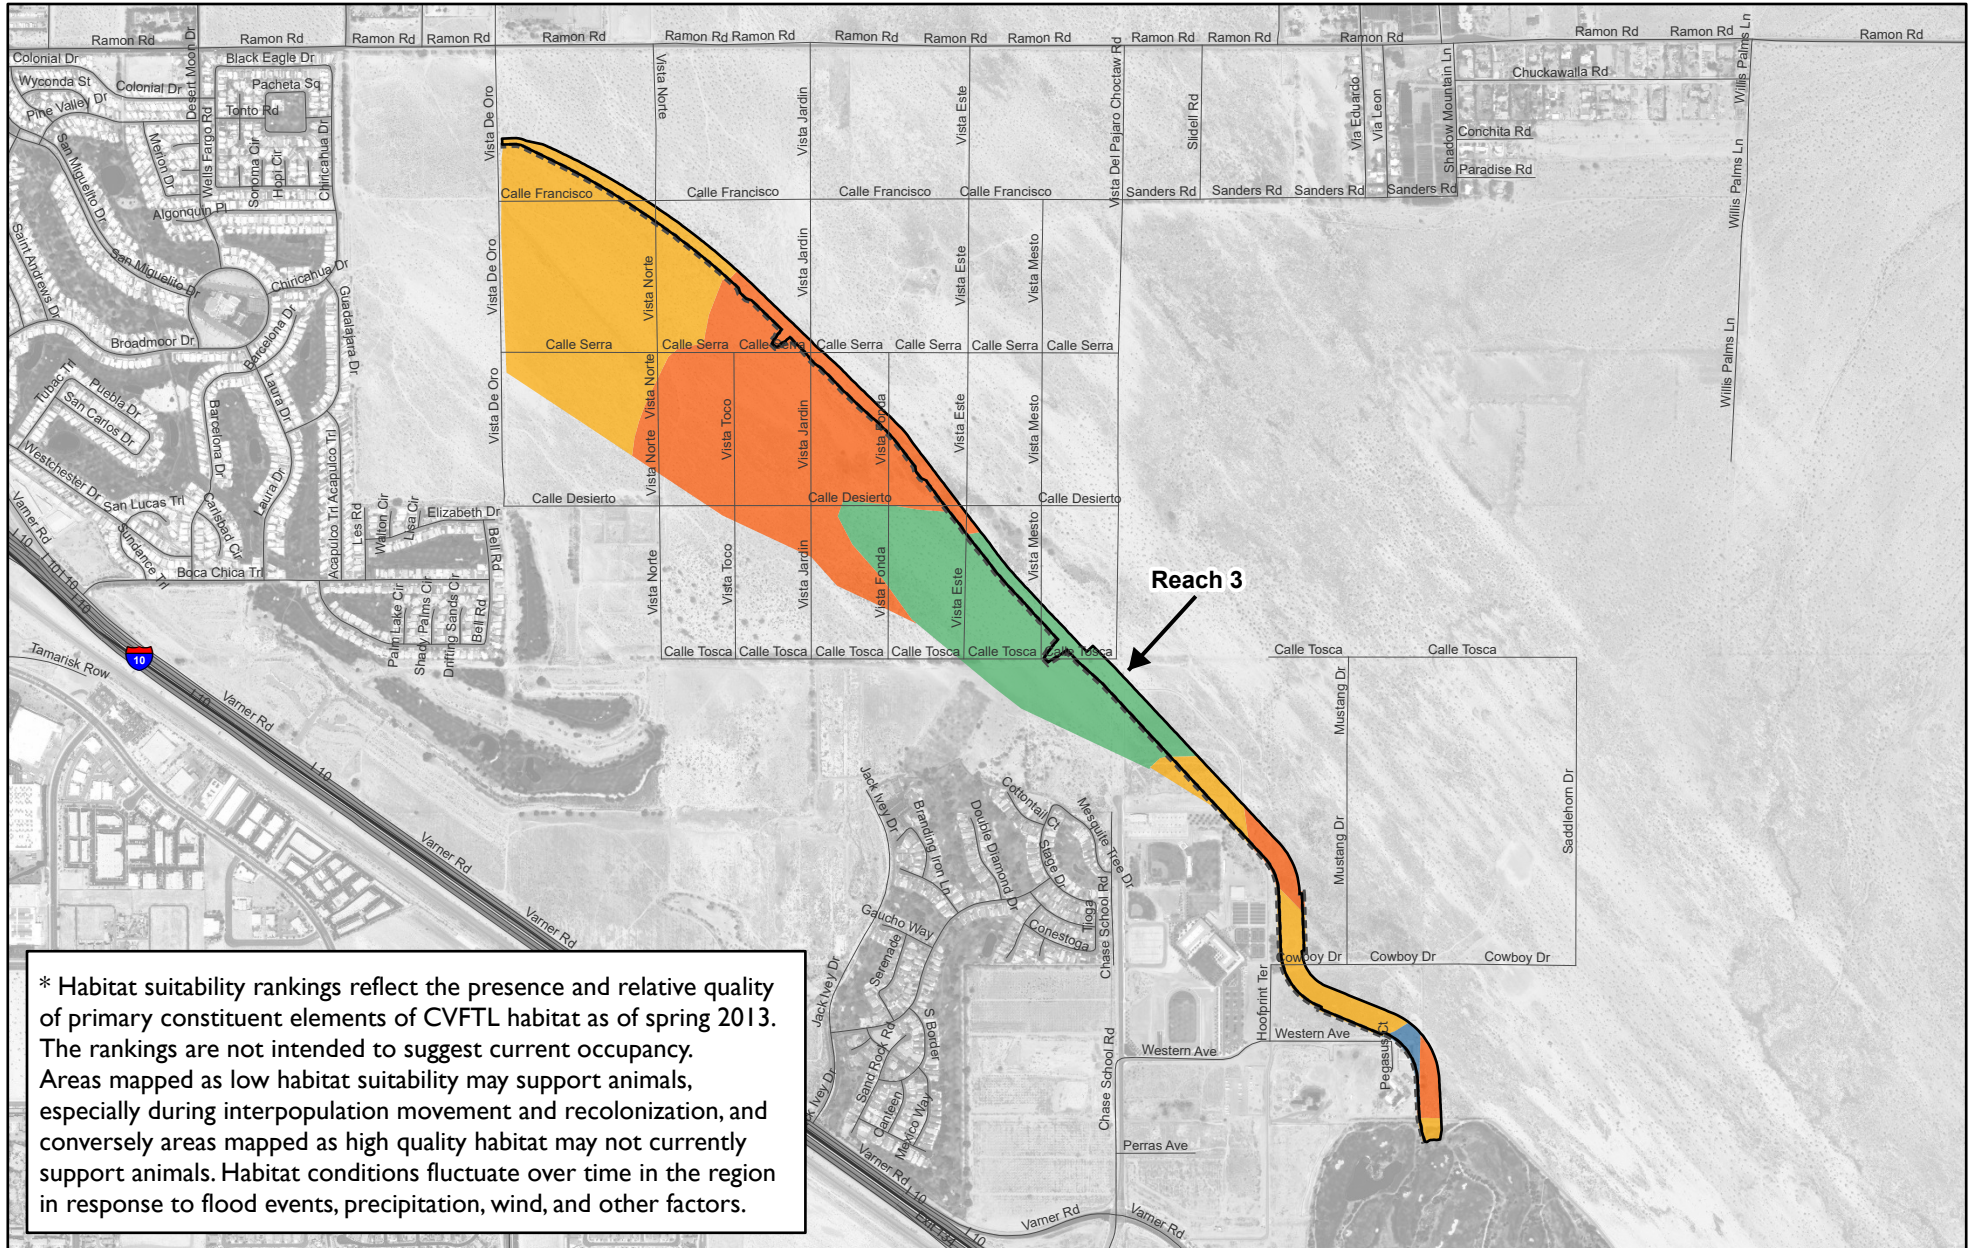 Ramon Rd Ramon Rd Ramon Rd Ramon Rd Ramon Rd Ramon Rd Ramon Rd Ramon Rd Ramon Rd Ramon Rd Ramon Rd Ramon Rd Ramon Rd Ramon Rd Ramon Rd Ramon Rd
Colonial Dr
Black Eagle Dr
Wyconda St
Colonial Dr
Pacheta Sq
Pine Valley Dr
Tonto Rd
Desert Moon Dr
Wells Fargo Rd
Merion Dr
San Miguelito Dr
Sonoma Cir
Hopi Cir
Chiricahua Dr
Algonquin Pl
Vista De Oro
Vista Norte
Vista Jardin
Vista Este
Vista Del Pajaro Choctaw Rd
Slidell Rd
Via Eduardo
Via Leon
Shadow Mountain Ln
Chuckawalla Rd
Conchita Rd
Paradise Rd
Willis Palms Ln
Willis Palms Ln
Willis Palms Ln
Calle Francisco Calle Francisco Calle Francisco Calle Francisco
Sanders Rd Sanders Rd Sanders Rd Sanders Rd
Saint Andrews Dr
San Miguelito Dr
Chiricahua Dr
Guadalajara Dr
Barcelona Dr
Broadmoor Dr
Vista De Oro
Vista Norte
Vista Jardin
Vista Este
Vista Mesto
Calle Serra Calle Serra Calle Serra Calle Serra Calle Serra Calle Serra Calle Serra
Tubac Trl
Puebla Dr
San Carlos Dr
Barcelona Dr
Laura Dr
Laura Dr
Westchester Dr
San Lucas Trl
Carlsbad Cir
Sundance Trl
Acapulco Trl Acapulco Trl
Les Rd
Walton Cir
Lisa Cir
Elizabeth Dr
Bell Rd
Boca Chica Trl
Vista De Oro
Vista Norte
Vista Norte
Vista Toco
Vista Jardin
Vista Fonda
Vista Este
Vista Mesto
Calle Desierto Calle Desierto Calle Desierto
Vista Norte
Vista Toco
Vista Jardin
Vista Fonda
Vista Este
Vista Mesto
Reach 3
Calle Tosca Calle Tosca Calle Tosca Calle Tosca Calle Tosca Calle Tosca Calle Tosca Calle Tosca
Palm Lake Cir
Shady Palms Cir
Drifting Sands Cir
Bell Rd
Varner Rd
I 10
I 10 I 10
I 10
10
Tamarisk Row
I 10
Varner Rd
I 10
Varner Rd
Varner Rd
Mustang Dr
Mustang Dr
Saddlehorn Dr
Jack Ivey Dr
Branding Iron Ln
Double Diamond Dr
Cottontail Ct
Mesquite Tree Dr
Stage Dr
Tioga
Conestoga
Gaucho Way
Serenade
Chase School Rd
Jack Ivey Dr
S Border
Sand Rock Rd
Canteen
Mexico Way
Cowboy Dr Cowboy Dr Cowboy Dr
Hoofprint Ter
Western Ave
Western Ave
Pegasus Ct
Chase School Rd
Perras Ave
Ivey Dr
Varner Rd
I 10
Exit 134
I 10
Varner Rd
Varner Rd
* Habitat suitability rankings reflect the presence and relative quality
of primary constituent elements of CVFTL habitat as of spring 2013.
The rankings are not intended to suggest current occupancy.
Areas mapped as low habitat suitability may support animals,
especially during interpopulation movement and recolonization, and
conversely areas mapped as high quality habitat may not currently
support animals. Habitat conditions fluctuate over time in the region
in response to flood events, precipitation, wind, and other factors.